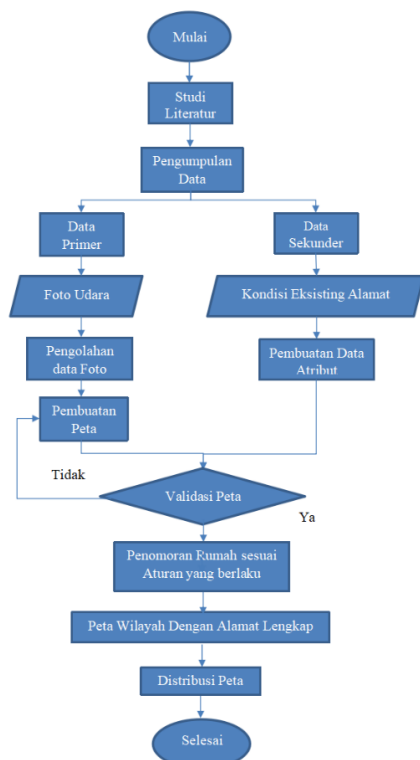 Mulai
Studi
Literatur
Pengumpulan
Data
Data
Primer
Data
Sekunder
Foto Udara
Kondisi Eksisting Alamat
Pengolahan
data Foto
Pembuatan Data
Atribut
Pembuatan
Peta
Tidak
Validasi Peta
Ya
Penomoran Rumah sesuai
Aturan yang berlaku
Peta Wilayah Dengan Alamat Lengkap
Distribusi Peta
Selesai